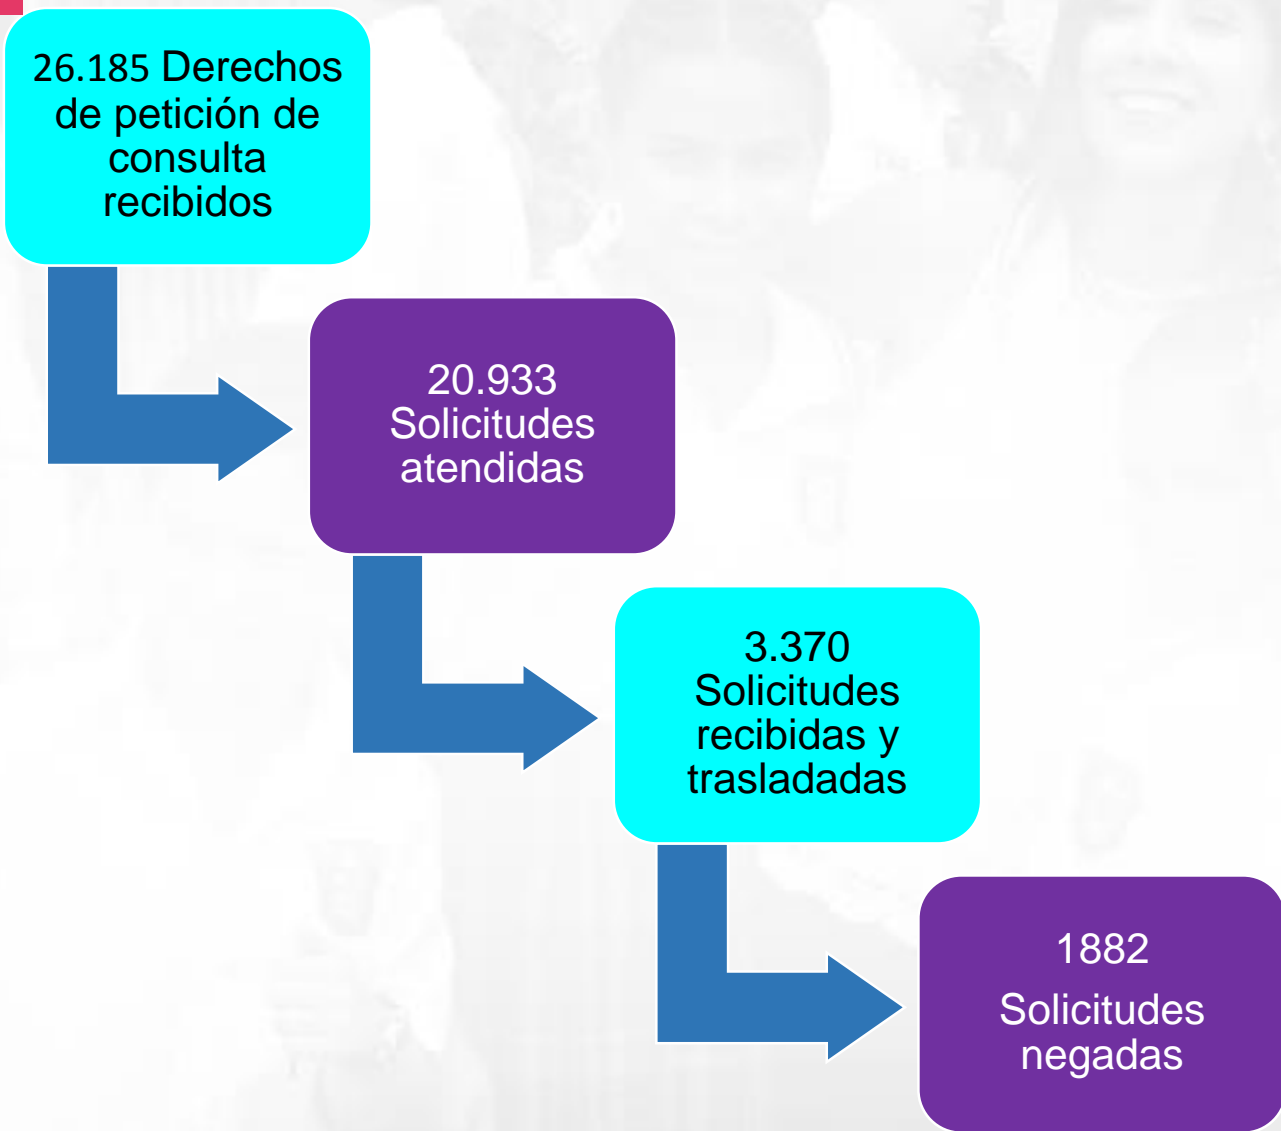 26.185 Derechos
de petición de
consulta
recibidos
20.933
Solicitudes
atendidas
3.370
Solicitudes
recibidas y
trasladadas
1882
Solicitudes
negadas